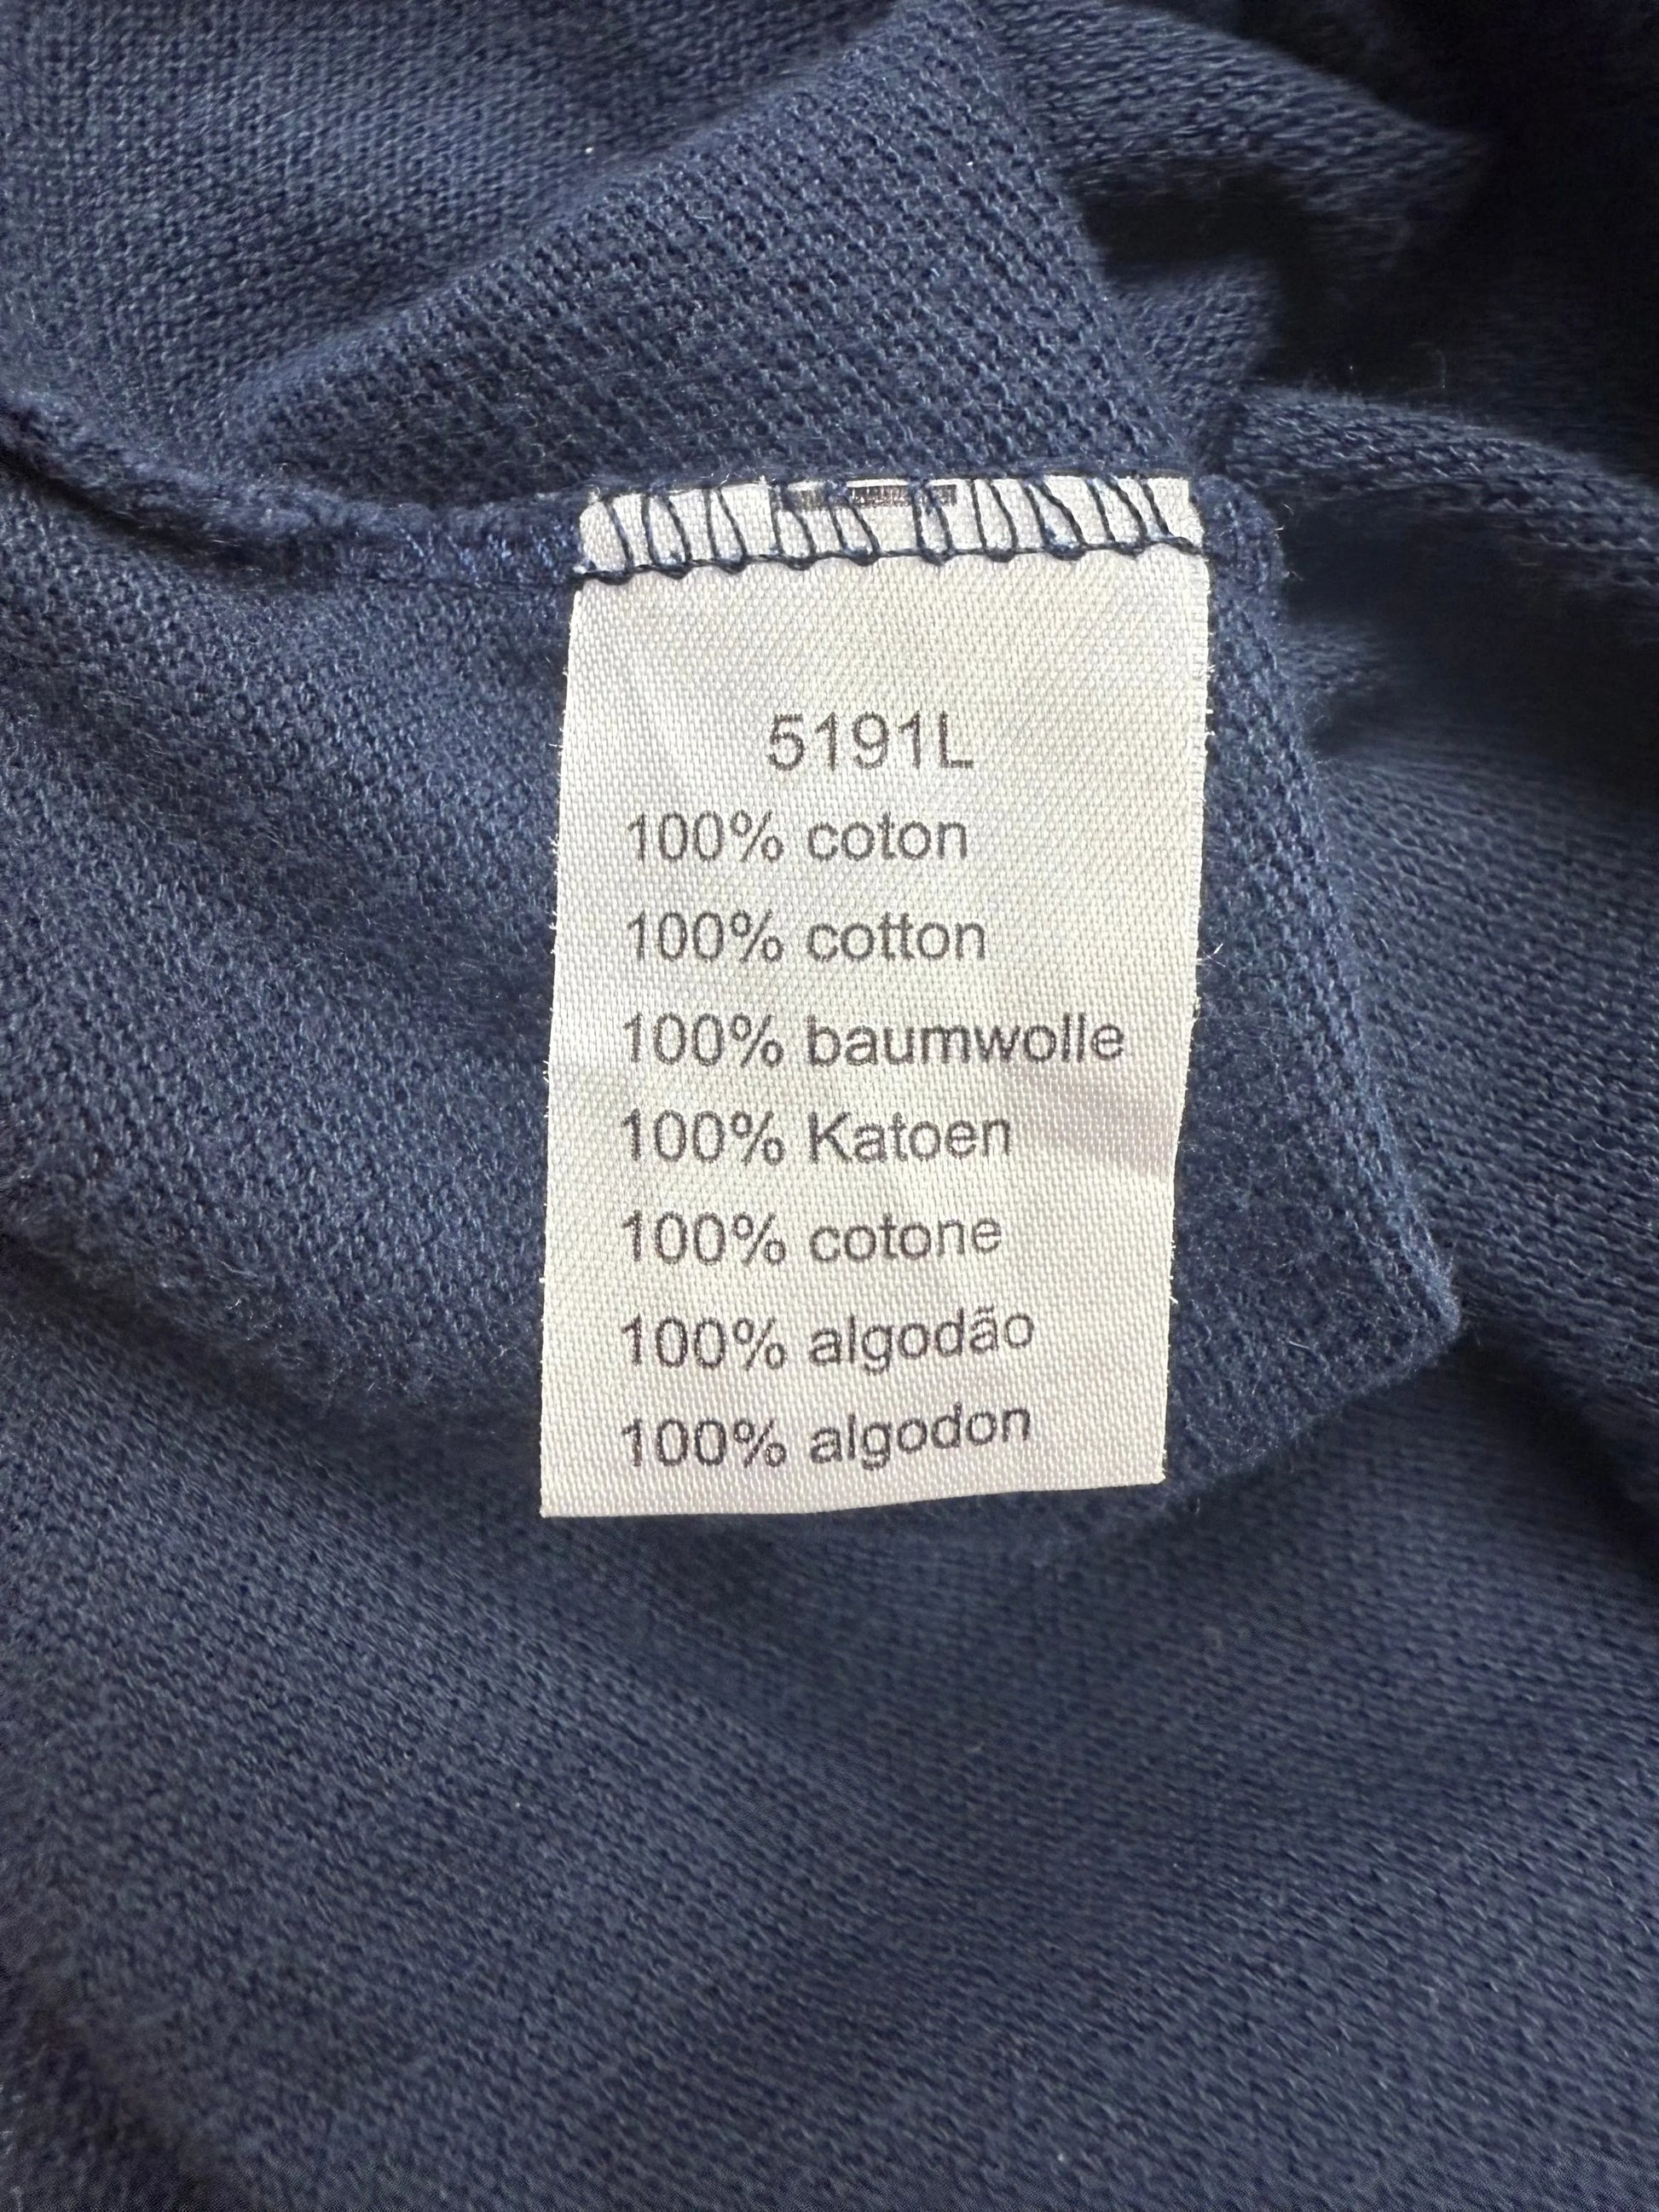 5191L
100% coton
100% cotton
100% baumwolle
100% Katoen
100% cotone
100% algodão
100% algodon